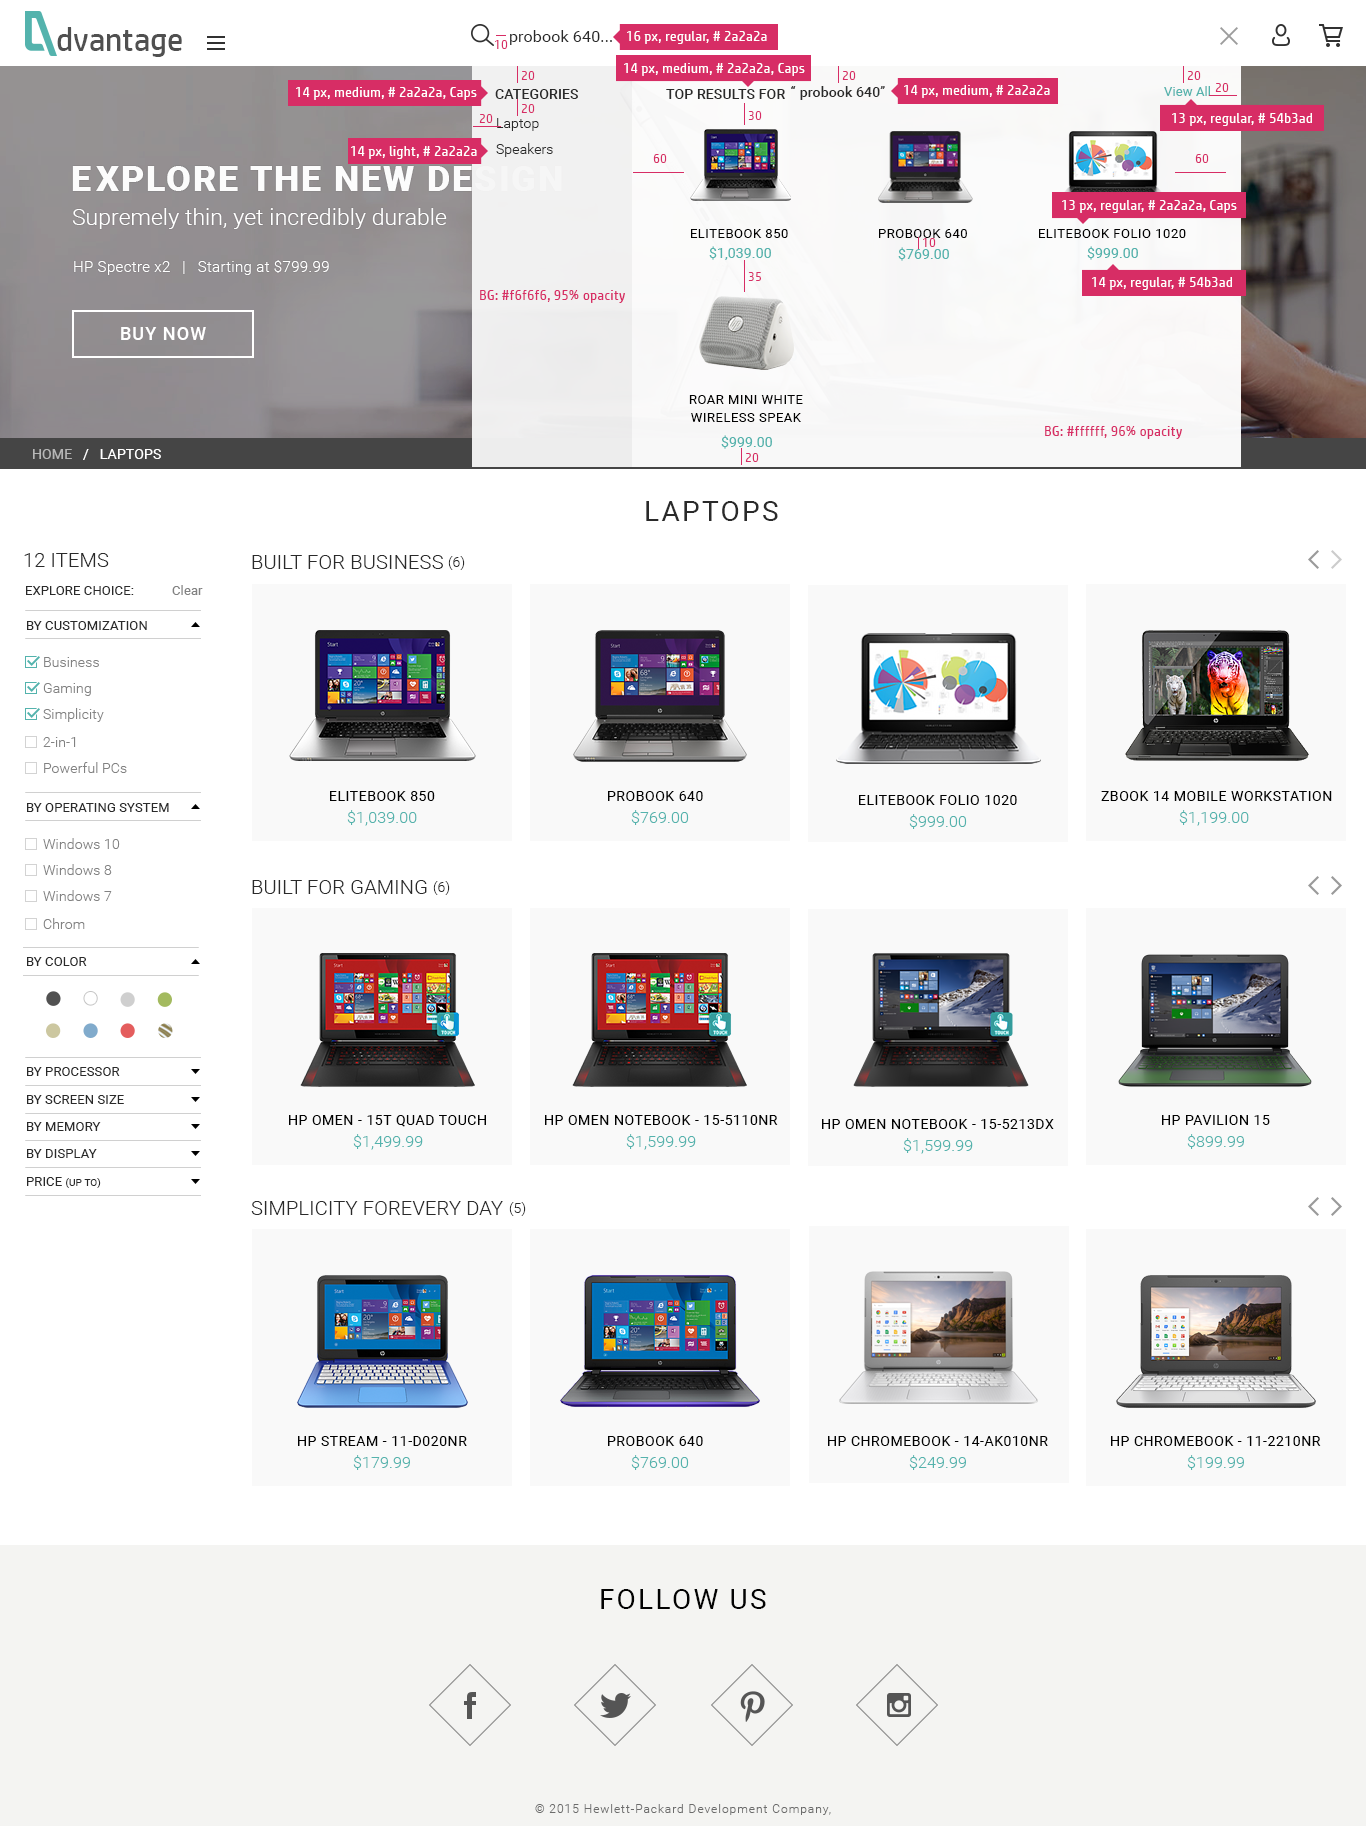 Advantage
probook 640...
10
16 px, regular, # 2a2a2a
14 px, medium, # 2a2a2a, Caps
20
20
20
14 px, medium, # 2a2a2a, Caps
CATEGORIES
TOP RESULTS FOR “ probook 640”
14 px, medium, # 2a2a2a
View All
20
20
20
Laptop
30
13 px, regular, # 54b3ad
14 px, light, # 2a2a2a
Speakers
60
60
EXPLORE THE NEW DESIGN
Supremely thin, yet incredibly durable
HP Spectre x2 | Starting at $799.99
BUY NOW
13 px, regular, # 2a2a2a, Caps
ELITEBOOK 850
PROBOOK 640
ELITEBOOK FOLIO 1020
10
$1,039.00
$769.00
$999.00
35
14 px, regular, # 54b3ad
BG: #f6f6f6, 95% opacity
ROAR MINI WHITE
WIRELESS SPEAK
$999.00
20
BG: #ffffff, 96% opacity
HOME / LAPTOPS
LAPTOPS
12 ITEMS
EXPLORE CHOICE:
Clear
BY CUSTOMIZATION
Business
Gaming
Simplicity
2-in-1
Powerful PCs
BY OPERATING SYSTEM
Windows 10
Windows 8
Windows 7
Chrom
BY COLOR
BY PROCESSOR
BY SCREEN SIZE
BY MEMORY
BY DISPLAY
PRICE (UP TO)
BUILT FOR BUSINESS (6)
ELITEBOOK 850
$1,039.00
PROBOOK 640
$769.00
ELITEBOOK FOLIO 1020
$999.00
ZBOOK 14 MOBILE WORKSTATION
$1,199.00
BUILT FOR GAMING (6)
TOUCH
TOUCH
TOUCH
HP OMEN - 15T QUAD TOUCH
$1,499.99
HP OMEN NOTEBOOK - 15-5110NR
$1,599.99
HP OMEN NOTEBOOK - 15-5213DX
$1,599.99
HP PAVILION 15
$899.99
SIMPLICITY FOREVERY DAY (5)
HP STREAM - 11-D020NR
$179.99
PROBOOK 640
$769.00
HP CHROMEBOOK - 14-AK010NR
$249.99
HP CHROMEBOOK - 11-2210NR
$199.99
FOLLOW US
© 2015 Hewlett-Packard Development Company,